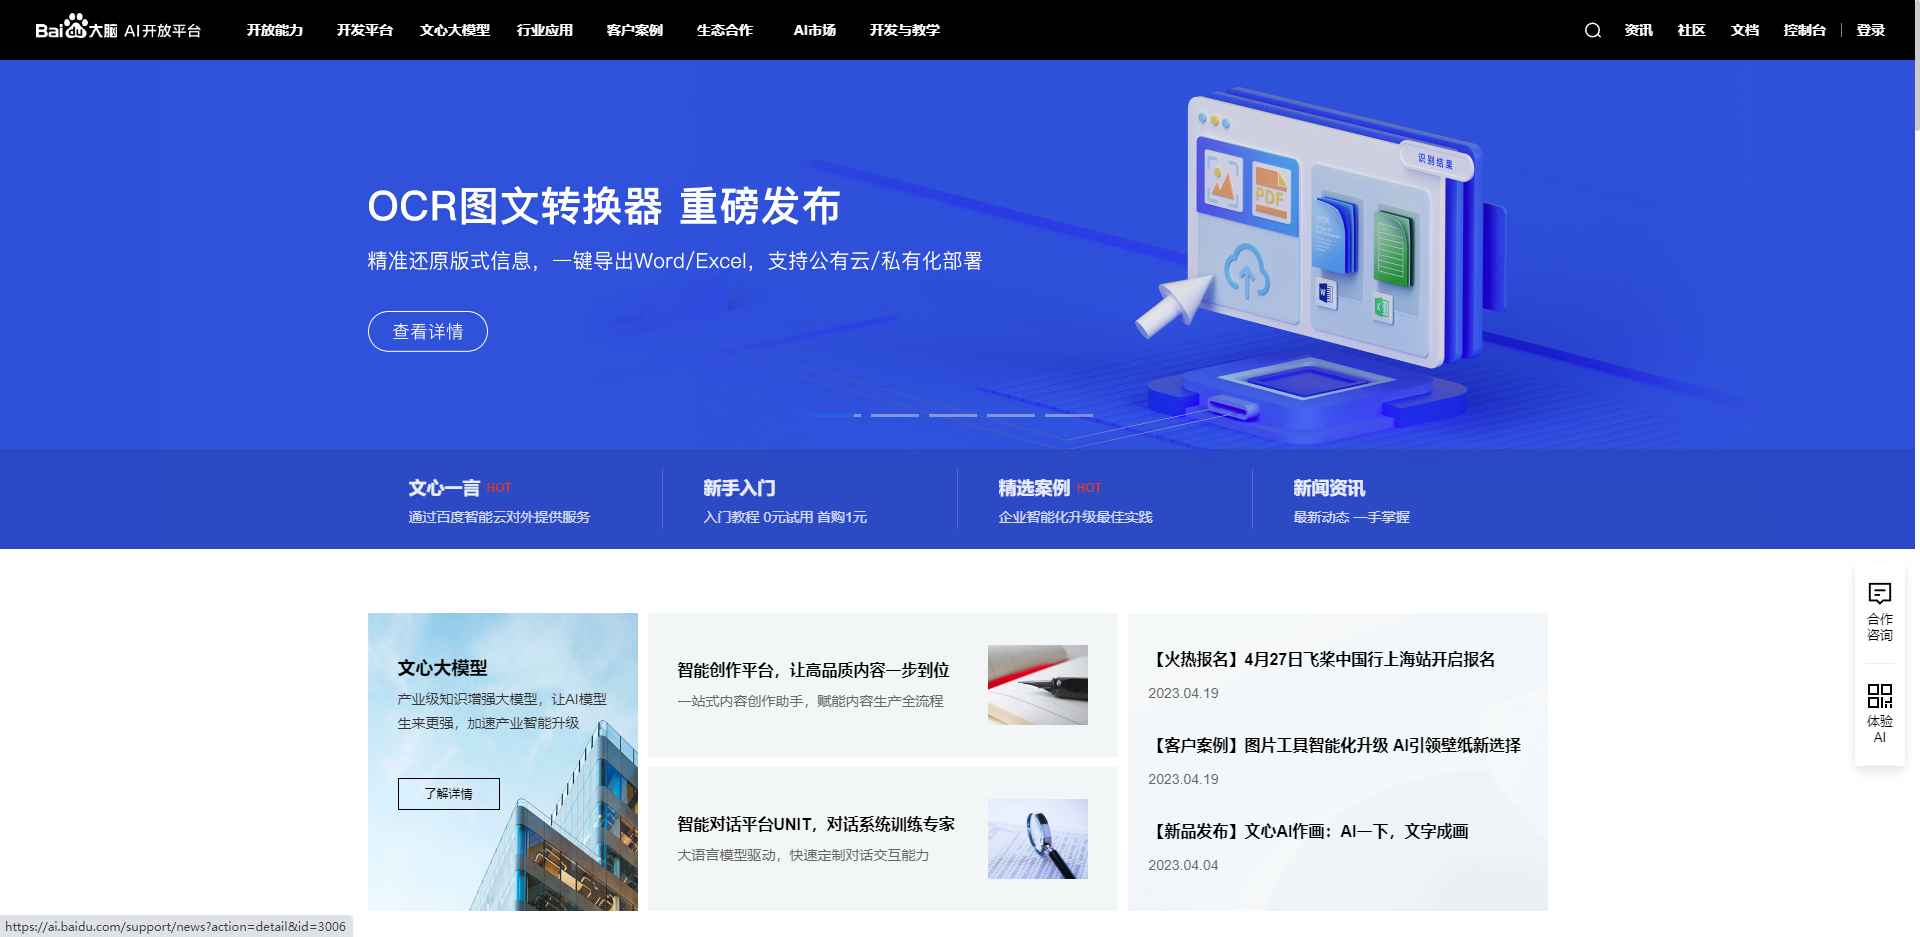 Baidu大脑 AI开放平台
开放能力 开发平台 文心大模型 行业应用 客户案例 生态合作 AI市场 开发与教学
资讯 社区 文档 控制台 登录
识别结果
PDF
OCR图文转换器 重磅发布
精准还原版式信息，一键导出Word/Excel，支持公有云/私有化部署
查看详情
文心一言 HOT
通过百度智能云对外提供服务
新手入门
入门教程 0元试用 首购1元
精选案例 HOT
企业智能化升级最佳实践
新闻资讯
最新动态 一手掌握
合作
咨询
体验
AI
文心大模型
产业级知识增强大模型，让AI模型
生来更强，加速产业智能升级
了解详情
智能创作平台，让高品质内容一步到位
一站式内容创作助手，赋能内容生产全流程
智能对话平台UNIT，对话系统训练专家
大语言模型驱动，快速定制对话交互能力
【火热报名】4月27日飞桨中国行上海站开启报名
2023.04.19
【客户案例】图片工具智能化升级 AI引领壁纸新选择
2023.04.19
【新品发布】文心AI作画：AI一下，文字成画
2023.04.04
https://ai.baidu.com/support/news?action=detail&id=3006